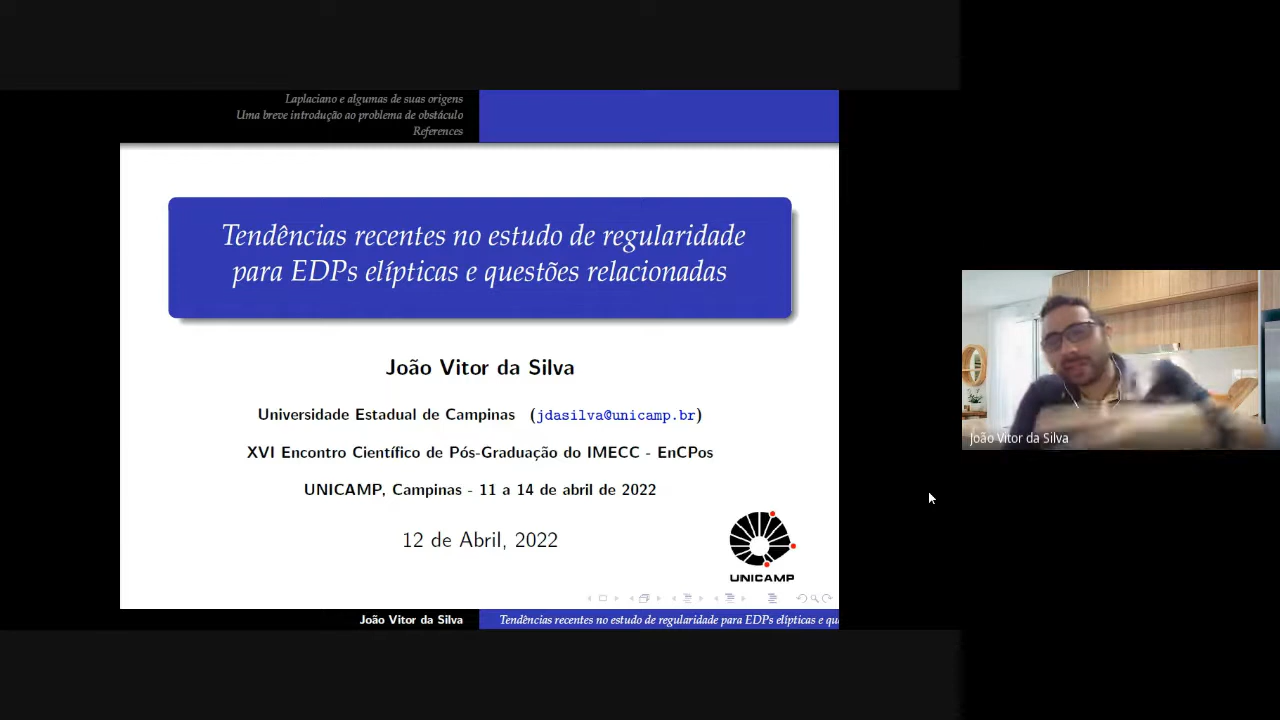 Laplaciano e algumas de suas origens
Uma breve introdução ao problema de obstáculo
References
Tendências recentes no estudo de regularidade
para EDPs elípticas e questões relacionadas
João Vitor da Silva
Universidade Estadual de Campinas (jdasilva@unicamp.br)
XVI Encontro Científico de Pós-Graduação do IMECC - EnCPos
UNICAMP, Campinas - 11 a 14 de abril de 2022
12 de Abril, 2022
UNICAMP
João Vitor da Silva
Tendências recentes no estudo de regularidade para EDPs elípticas e qu
João Vitor da Silva